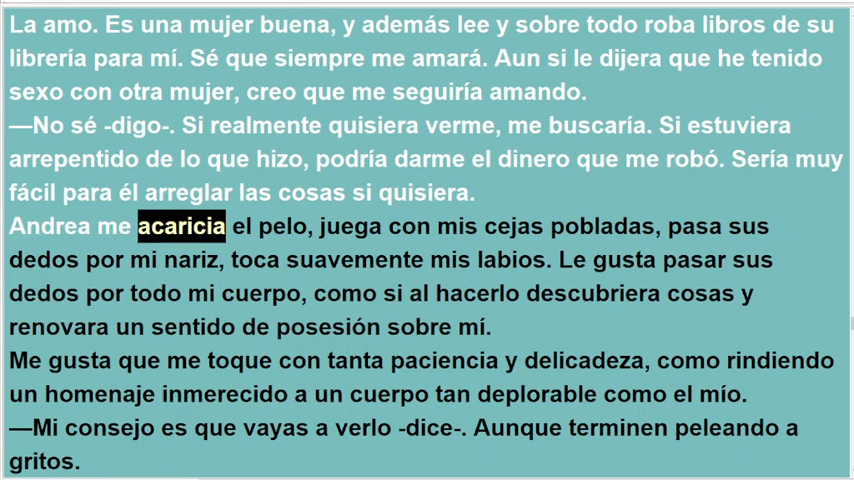 La amo. Es una mujer buena, y además lee y sobre todo roba libros de su
librería para mí. Sé que siempre me amará. Aun si le dijera que he tenido
sexo con otra mujer, creo que me seguiría amando.
—No sé -digo-. Si realmente quisiera verme, me buscaría. Si estuviera
arrepentido de lo que hizo, podría darme el dinero que me robó. Sería muy
fácil para él arreglar las cosas si quisiera.
Andrea me acaricia el pelo, juega con mis cejas pobladas, pasa sus
dedos por mi nariz, toca suavemente mis labios. Le gusta pasar sus
dedos por todo mi cuerpo, como si al hacerlo descubriera cosas y
renovara un sentido de posesión sobre mí.
Me gusta que me toque con tanta paciencia y delicadeza, como rindiendo
un homenaje inmerecido a un cuerpo tan deplorable como el mío.
—Mi consejo es que vayas a verlo -dice-. Aunque terminen peleando a
gritos.